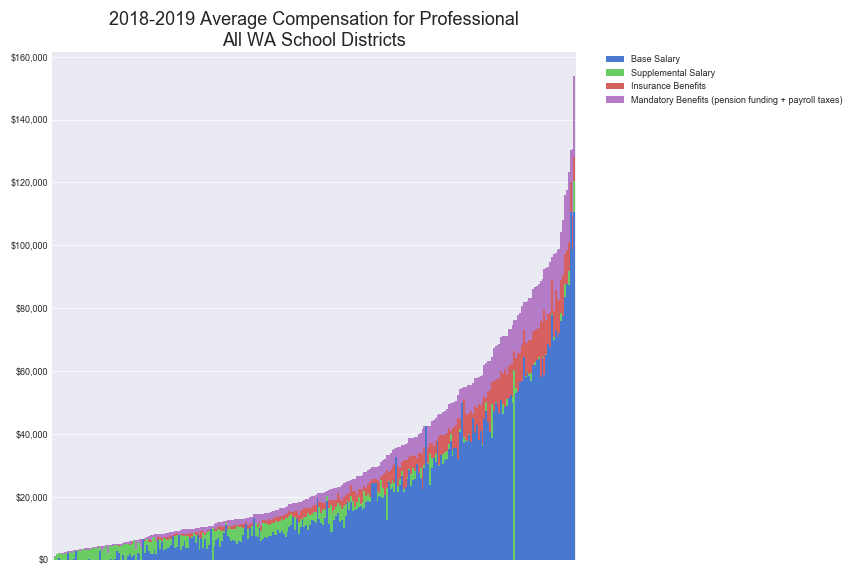 2018-2019 Average Compensation for Professional
All WA School Districts
$160,000
$140,000
$120,000
$100,000
$80,000
$60,000
$40,000
$20,000
$0
Base Salary
Supplemental Salary
Insurance Benefits
Mandatory Benefits (pension funding + payroll taxes)